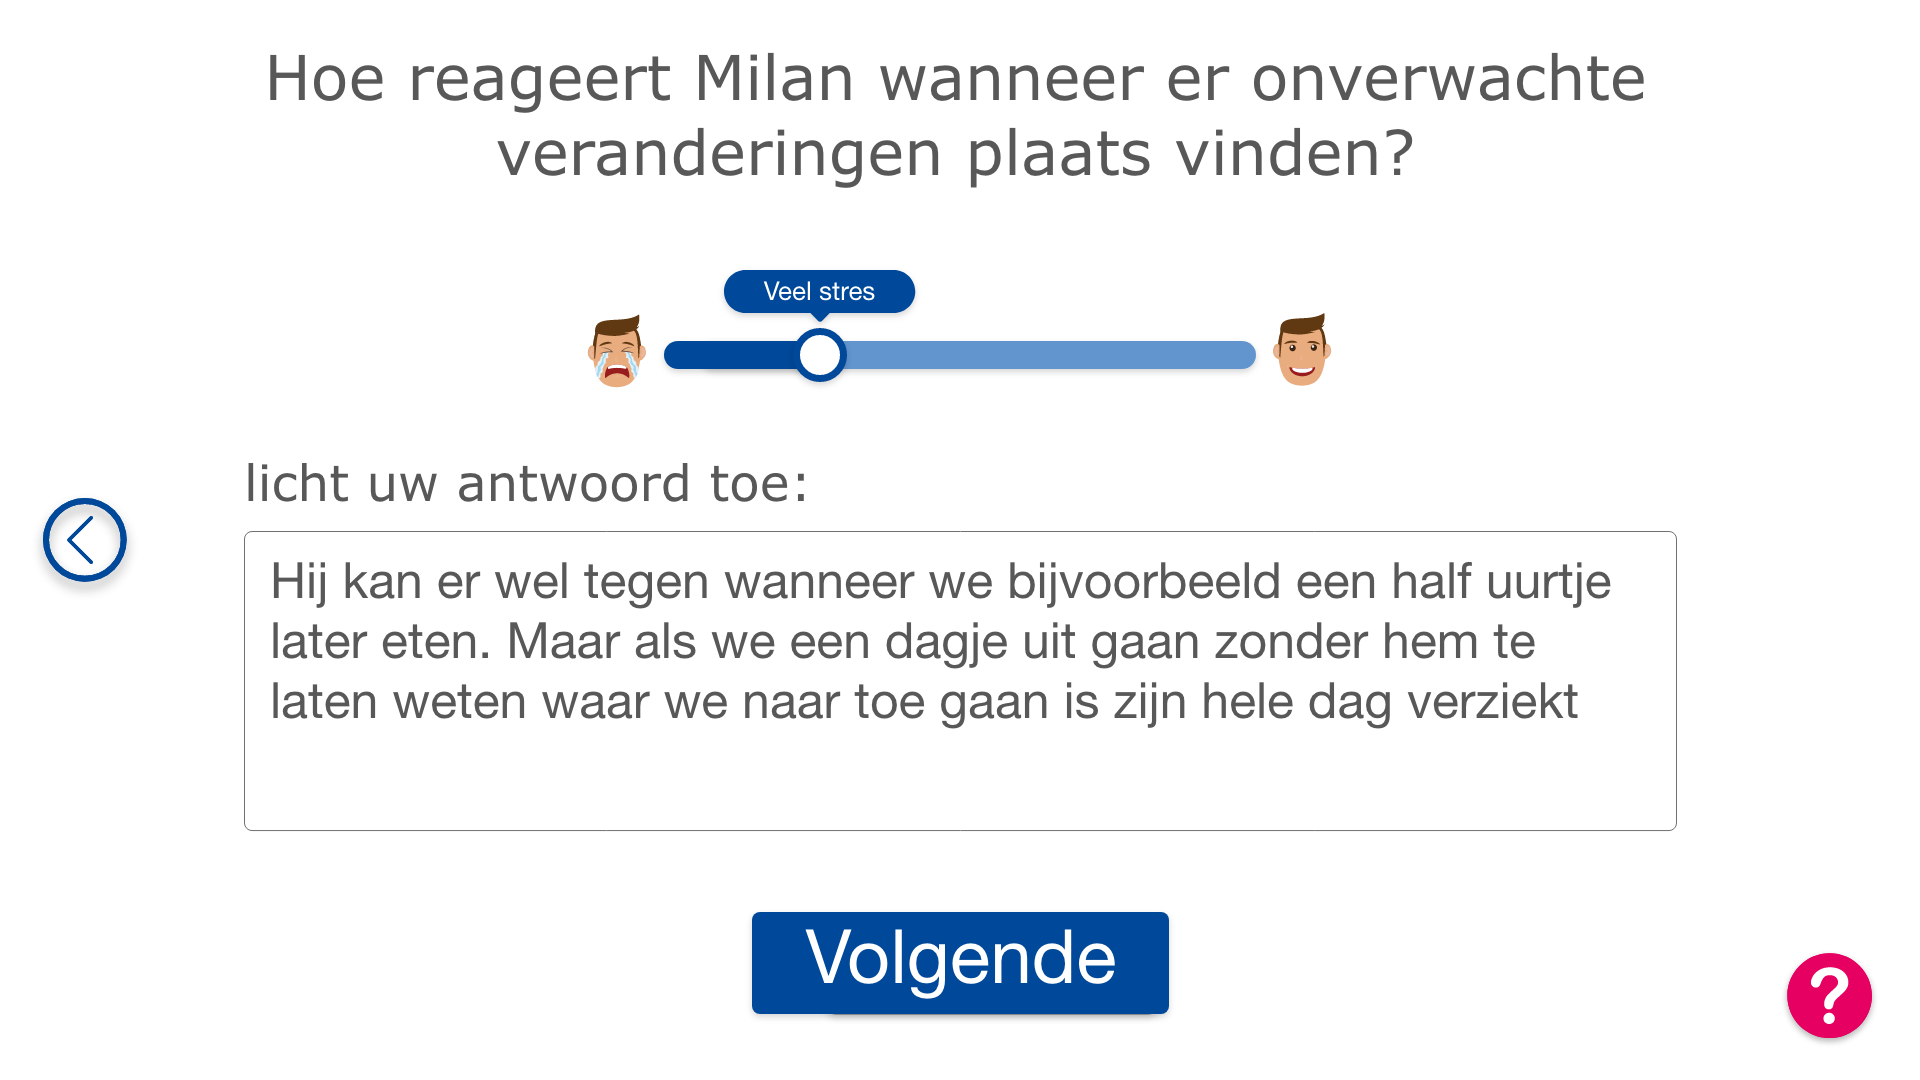 Hoe reageert Milan wanneer er onverwachte
veranderingen plaats vinden?
Veel stres
licht uw antwoord toe:
Hij kan er wel tegen wanneer we bijvoorbeeld een half uurtje
later eten. Maar als we een dagje uit gaan zonder hem te
laten weten waar we naar toe gaan is zijn hele dag verziekt
Volgende
?